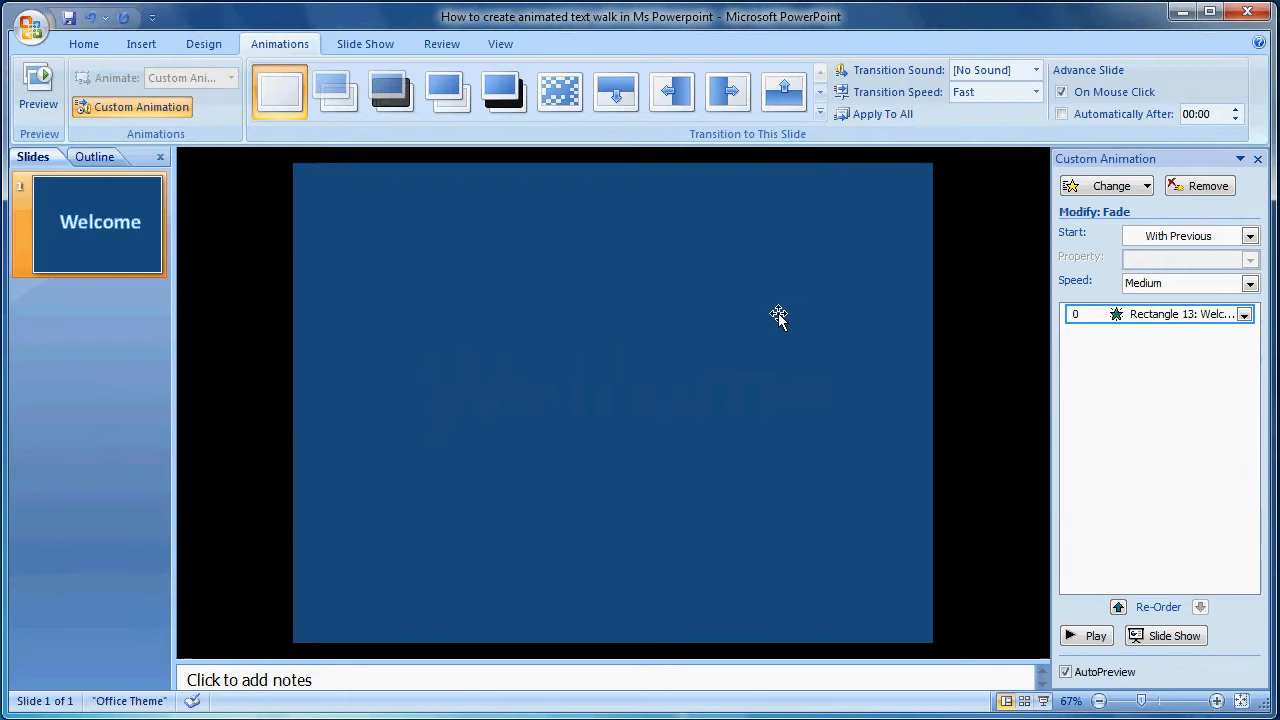 How to create animated text walk in Ms Powerpoint - Microsoft PowerPoint
Home Insert Design Animations Slide Show Review View
Preview
Animate: Custom Ani...
Custom Animation
Transition Sound: [No Sound]
Transition Speed: Fast
Apply To All
Advance Slide
On Mouse Click
Automatically After: 00:00
Preview Animations Transition to This Slide
Slides Outline
1
Welcome
Custom Animation
Change Remove
Modify: Fade
Start: With Previous
Property:
Speed: Medium
0 Rectangle 13: Welc...
Re-Order
Play Slide Show
AutoPreview
Click to add notes
Slide 1 of 1 "Office Theme" 67%